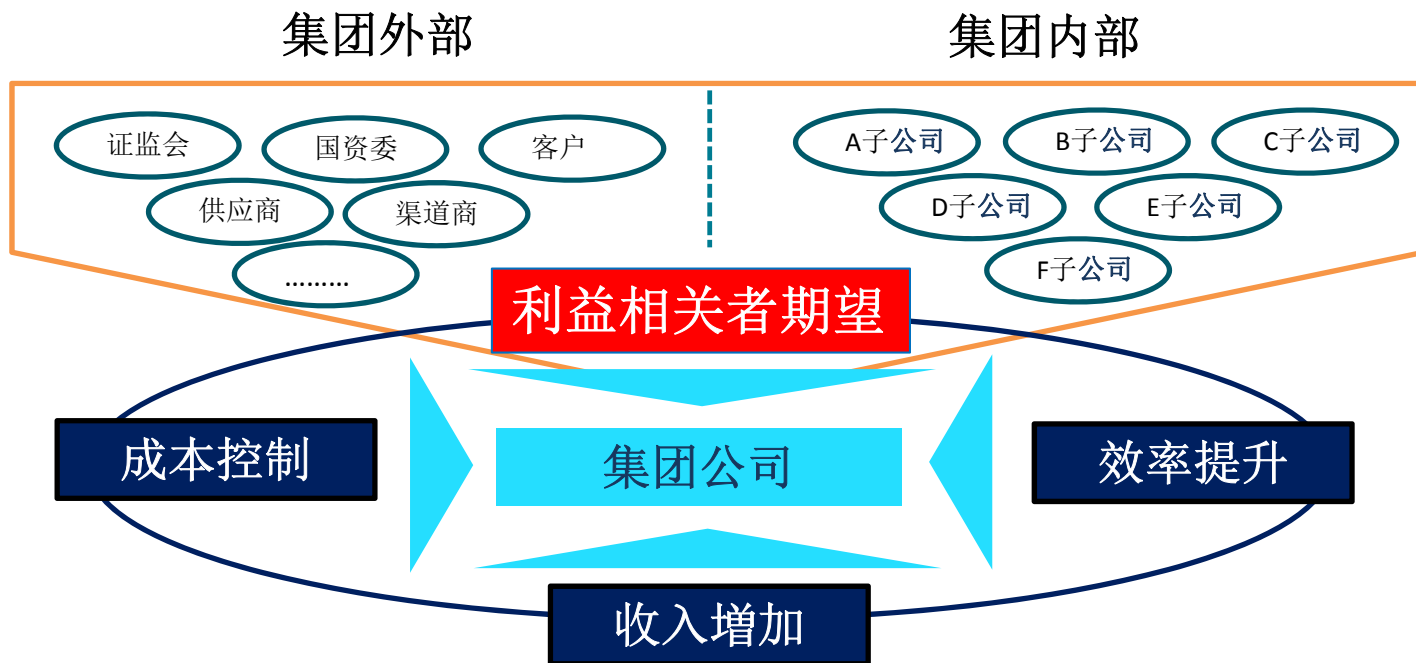 集团外部
集团内部
证监会
国资委
客户
供应商
渠道商
………
A子公司
B子公司
C子公司
D子公司
E子公司
F子公司
利益相关者期望
成本控制
集团公司
效率提升
收入增加